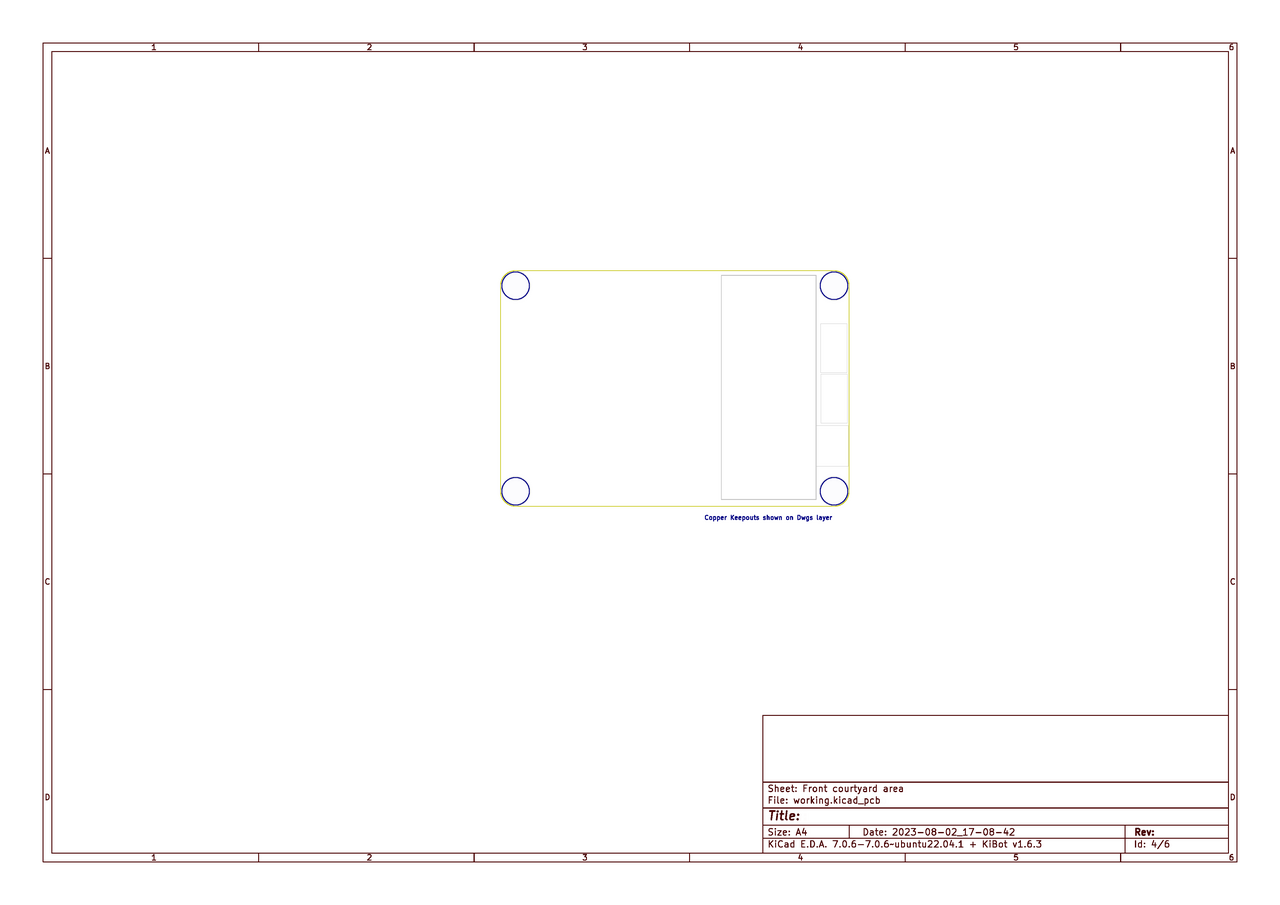 1 2 3 4 5 6
A A
B B
Copper Keepouts shown on Dwgs layer
C C
Sheet: Front courtyard area
File: working.kicad_pcb
D D
Title:
Size: A4 Date: 2023-08-02_17-08-42 Rev:
KiCad E.D.A. 7.0.6-7.0.6~ubuntu22.04.1 + KiBot v1.6.3 Id: 4/6
1 2 3 4 5 6